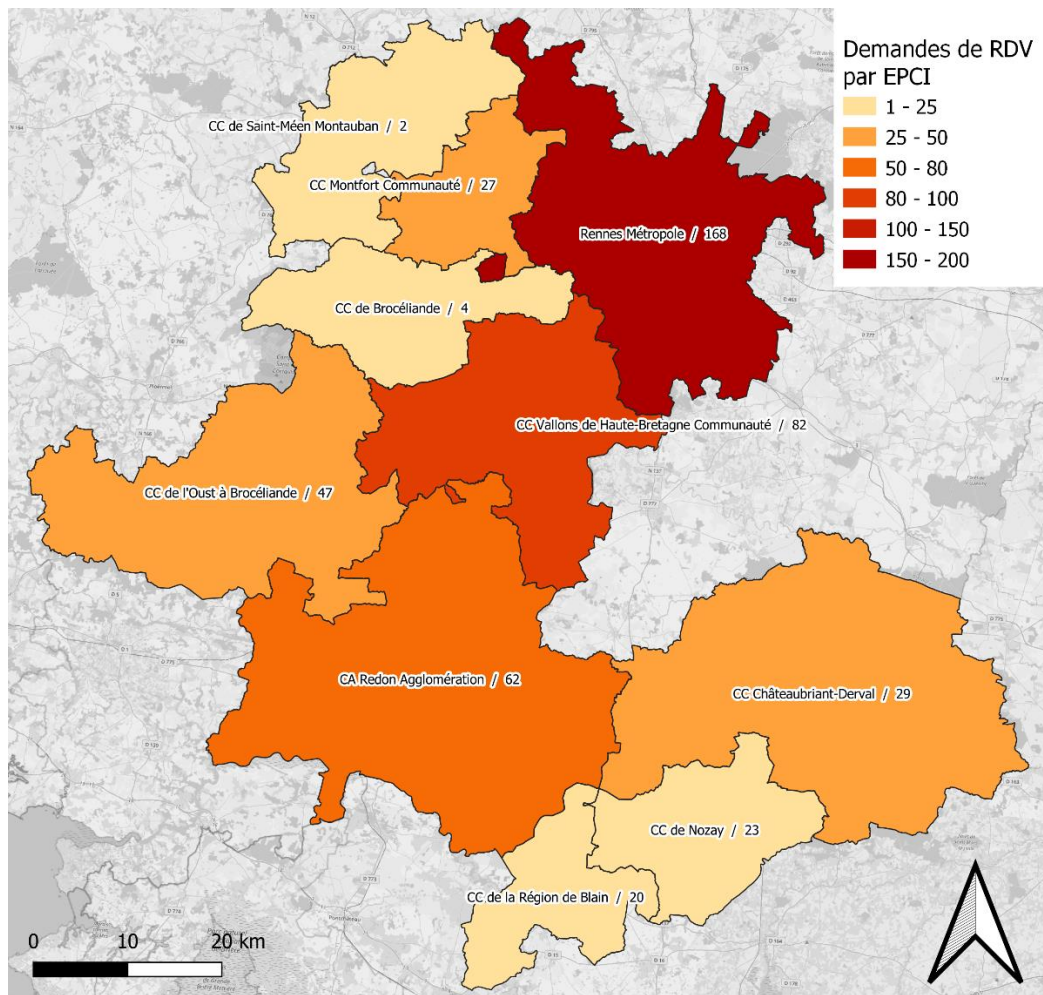 Demandes de RDV
par EPCI
1 - 25
25 - 50
50 - 80
80 - 100
100 - 150
150 - 200
CC de Saint-Méen Montauban / 2
CC Montfort Communauté / 27
Rennes Métropole / 168
CC de Brocéliande / 4
CC Vallons de Haute-Bretagne Communauté / 82
CC de l'Oust à Brocéliande / 47
CA Redon Agglomération / 62
CC Châteaubriant-Derval / 29
CC de Nozay / 23
CC de la Région de Blain / 20
0 10 20 km